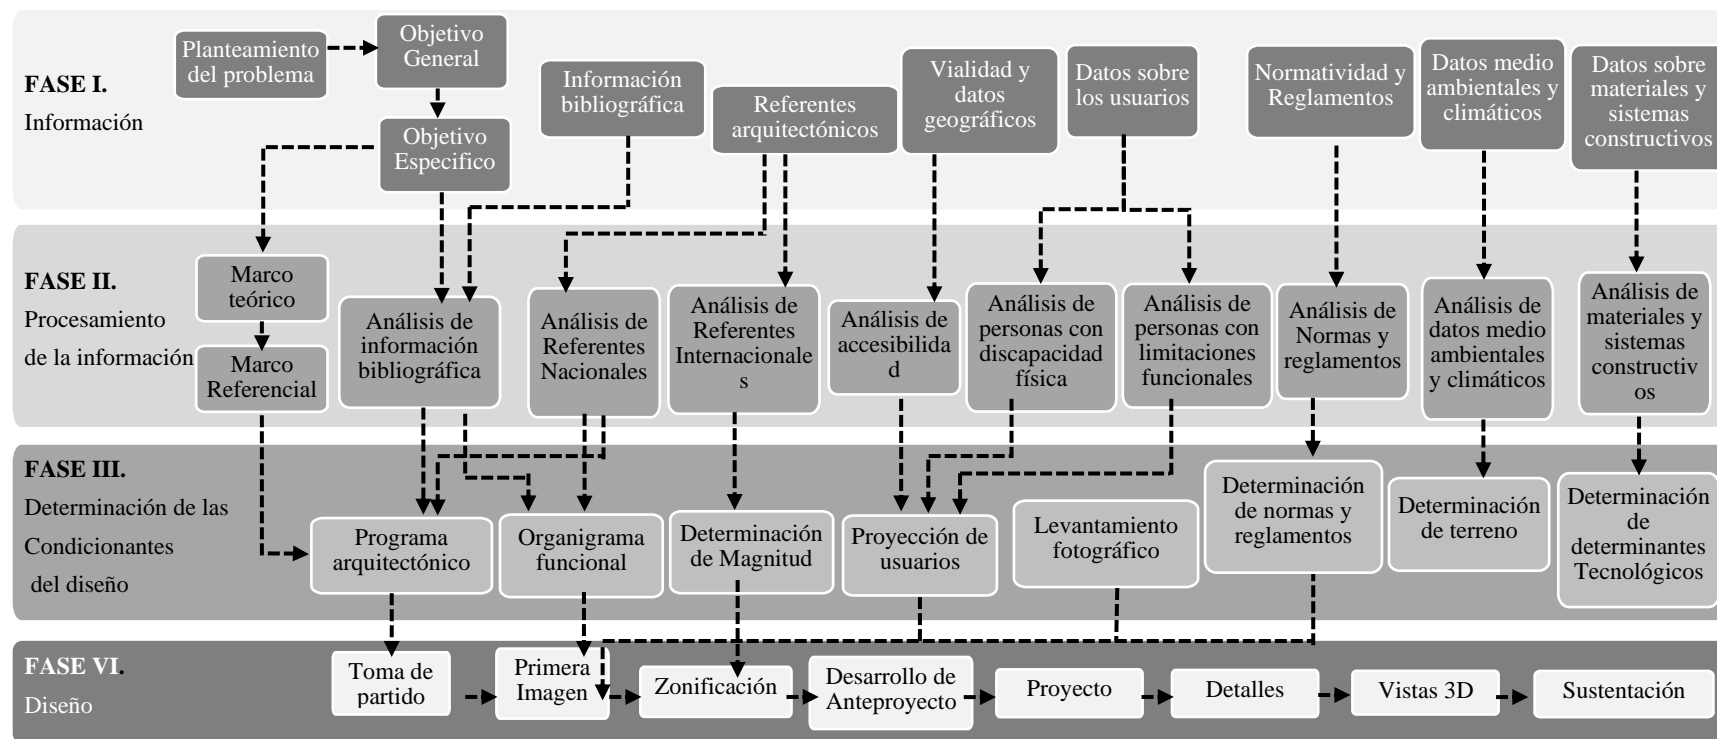 FASE I.
Información
Planteamiento
del problema
Objetivo
General
Objetivo
Especifico
Información
bibliográfica
Referentes
arquitectónicos
Vialidad y
datos
geográficos
Datos sobre
los usuarios
Normatividad y
Reglamentos
Datos medio
ambientales y
climáticos
Datos sobre
materiales y
sistemas
constructivos
FASE II.
Procesamiento
de la información
Marco
teórico
Marco
Referencial
Análisis de
información
bibliográfica
Análisis de
Referentes
Nacionales
Análisis de
Referentes
Internacionale
s
Análisis de
accesibilida
d
Análisis de
personas con
discapacidad
física
Análisis de
personas con
limitaciones
funcionales
Análisis de
Normas y
reglamentos
Análisis de
datos medio
ambientales
y climáticos
Análisis de
materiales y
sistemas
constructiv
os
FASE III.
Determinación de las
Condicionantes
del diseño
Programa
arquitectónico
Organigrama
funcional
Determinación
de Magnitud
Proyección de
usuarios
Levantamiento
fotográfico
Determinación
de normas y
reglamentos
Determinación
de terreno
Determinación
de
determinantes
Tecnológicos
FASE VI.
Diseño
Toma de
partido
Primera
Imagen
Zonificación
Desarrollo de
Anteproyecto
Proyecto
Detalles
Vistas 3D
Sustentación